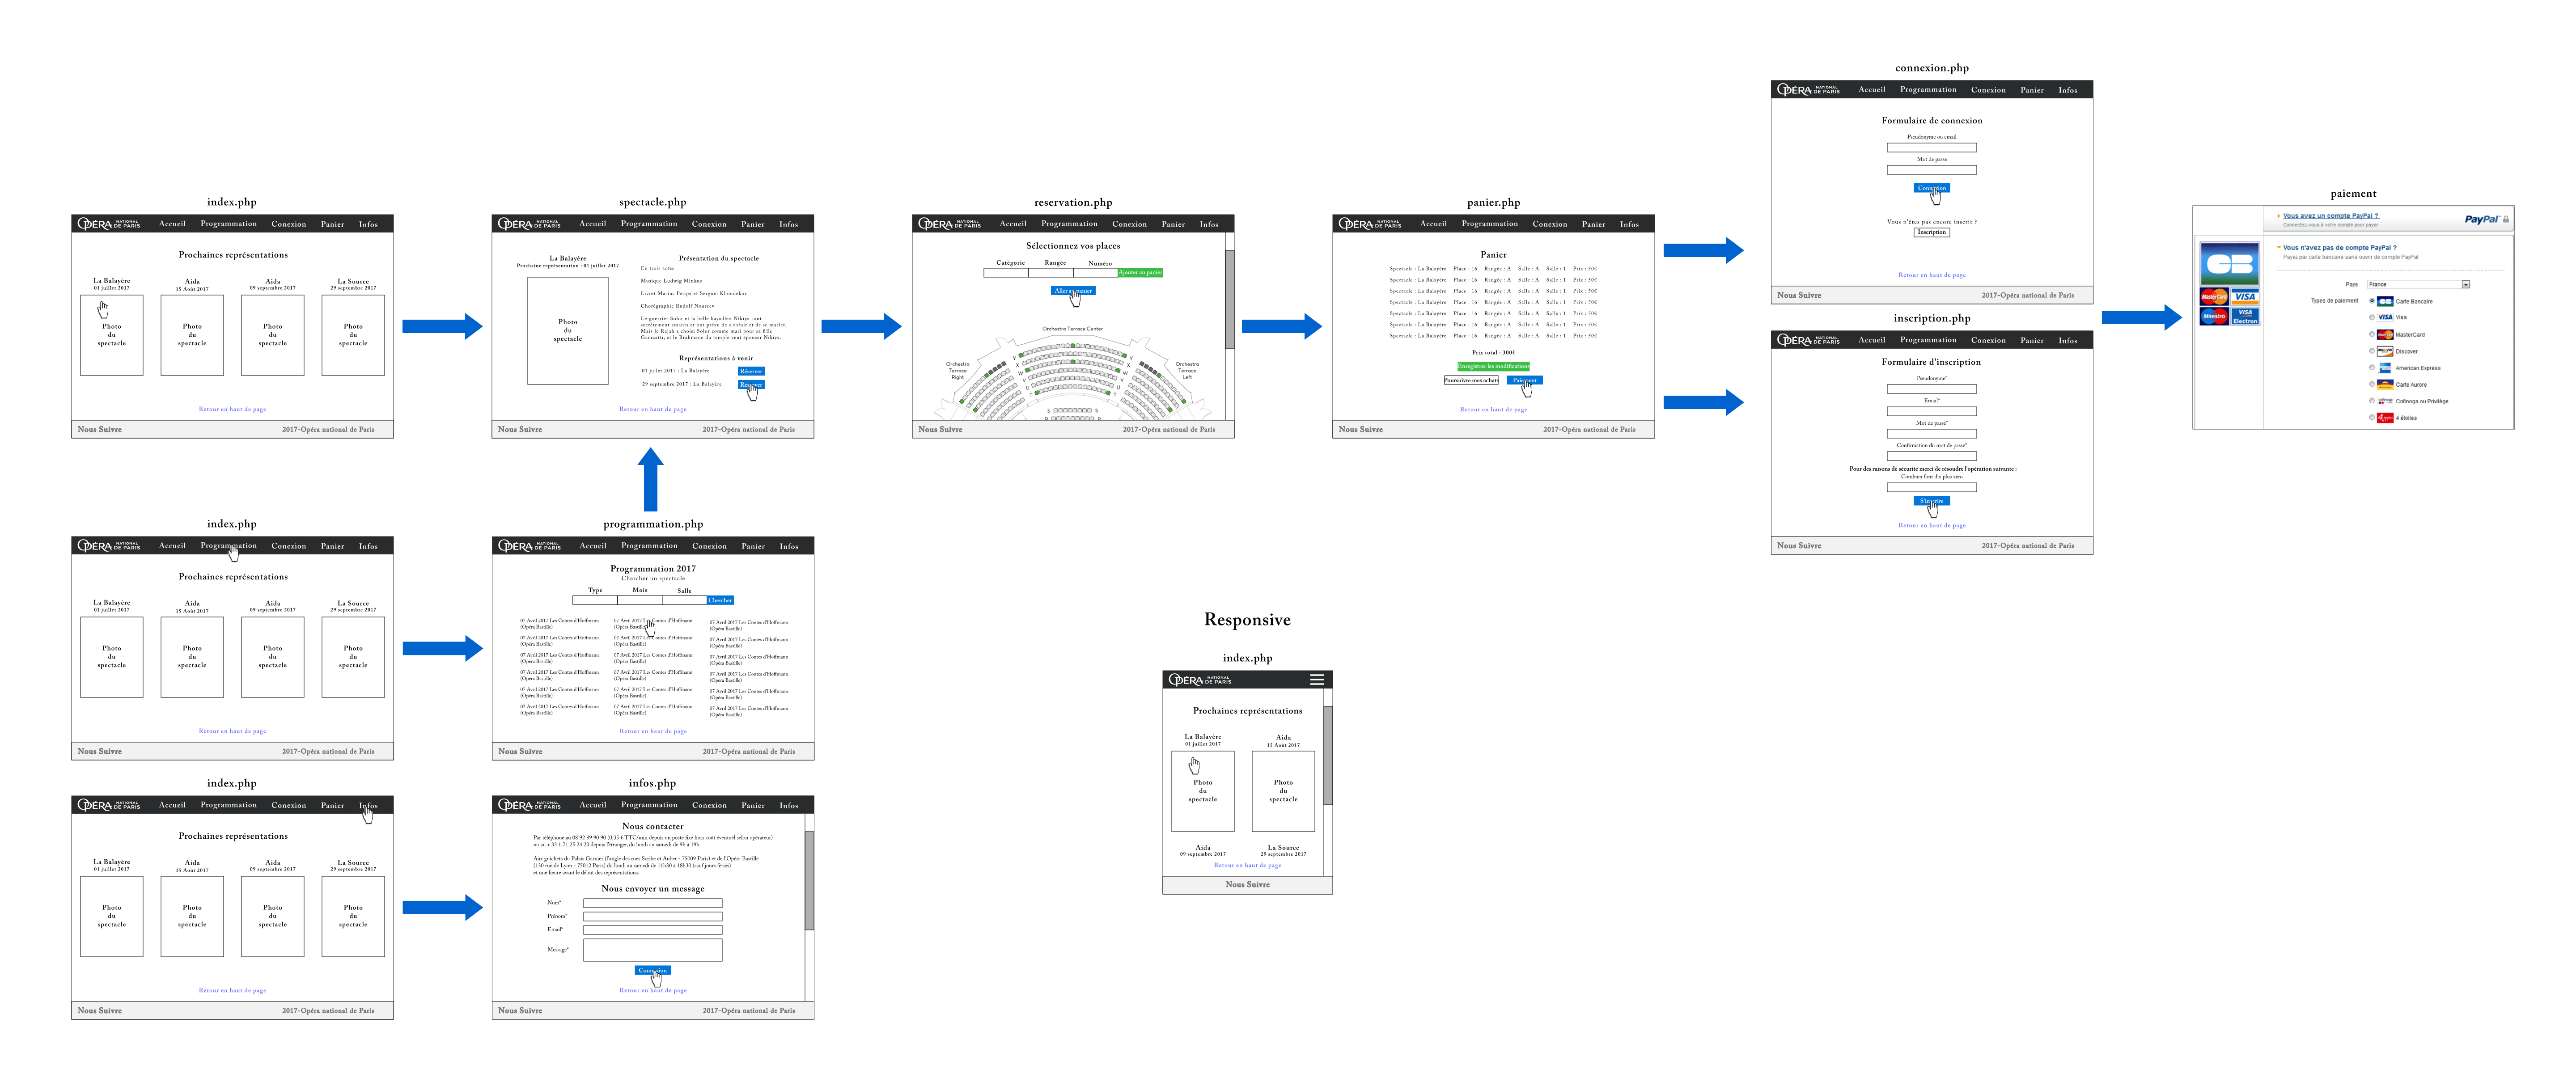 index.php
OPÉRA NATIONAL DE PARIS Accueil Programmation Conexion Panier Infos
Prochaines représentations
La Balayère Aida Aida La Source
01 juillet 2017 15 Août 2017 09 septembre 2017 29 septembre 2017
Photo Photo Photo Photo
du du du du
spectacle spectacle spectacle spectacle
Retour en haut de page
Nous Suivre 2017-Opéra national de Paris
spectacle.php
OPÉRA NATIONAL DE PARIS Accueil Programmation Conexion Panier Infos
La Balayère
Prochaine représentation : 01 juillet 2017
Photo
du
spectacle
Présentation du spectacle
En trois actes
Musique Ludwig Minkus
Livret Marius Petipa et Serguei Khoudekov
Chorégraphie Rudolf Noureev
Le guerrier Solor et la belle bayadère Nikiya sont
secrètement amants et ont prévu de s'enfuir et de se marier.
Mais le Rajah a choisi Solor comme mari pour sa fille
Gamzatti, et le Brahmane du temple veut épouser Nikiya.
Représentations à venir
01 juillet 2017 : La Balayère Réserver
29 septembre 2017 : La Balayère Réserver
Retour en haut de page
Nous Suivre 2017-Opéra national de Paris
reservation.php
OPÉRA NATIONAL DE PARIS Accueil Programmation Conexion Panier Infos
Sélectionnez vos places
Catégorie Rangée Numéro
Ajouter au panier
Aller au panier
Orchestra Terrace Center
Orchestra
Terrace
Right
Orchestra
Terrace
Left
V V
X X
W W
V V
U U
T T
S S
R R
Nous Suivre 2017-Opéra national de Paris
panier.php
OPÉRA NATIONAL DE PARIS Accueil Programmation Conexion Panier Infos
Panier
Spectacle : La Balayère Place : 16 Rangée : A Salle : A Salle : 1 Prix : 50€
Spectacle : La Balayère Place : 16 Rangée : A Salle : A Salle : 1 Prix : 50€
Spectacle : La Balayère Place : 16 Rangée : A Salle : A Salle : 1 Prix : 50€
Spectacle : La Balayère Place : 16 Rangée : A Salle : A Salle : 1 Prix : 50€
Spectacle : La Balayère Place : 16 Rangée : A Salle : A Salle : 1 Prix : 50€
Spectacle : La Balayère Place : 16 Rangée : A Salle : A Salle : 1 Prix : 50€
Spectacle : La Balayère Place : 16 Rangée : A Salle : A Salle : 1 Prix : 50€
Prix total : 300€
Enregistrer les modifications
Poursuivre mes achats Paiement
Retour en haut de page
Nous Suivre 2017-Opéra national de Paris
connexion.php
OPÉRA NATIONAL DE PARIS Accueil Programmation Conexion Panier Infos
Formulaire de connexion
Pseudonyme ou email
Mot de passe
Connexion
Vous n'êtes pas encore inscrit ?
Inscription
Retour en haut de page
Nous Suivre 2017-Opéra national de Paris
inscription.php
OPÉRA NATIONAL DE PARIS Accueil Programmation Conexion Panier Infos
Formulaire d'inscription
Pseudonyme*
Email*
Mot de passe*
Confirmation du mot de passe*
Pour des raisons de sécurité merci de résoudre l'opération suivante :
Combien font dix plus zéro
S'inscrire
Retour en haut de page
Nous Suivre 2017-Opéra national de Paris
paiement
Vous avez un compte PayPal ? PayPal
Connectez-vous à votre compte pour payer
CB
MasterCard VISA
Maestro VISA Electron
Vous n'avez pas de compte PayPal ?
Payez par carte bancaire sans ouvrir de compte PayPal
Pays France
Types de paiement Carte Bancaire
VISA Visa
MasterCard
Discover
American Express
Carte Aurore
Cofinoga ou Privilège
4 étoiles
index.php
OPÉRA NATIONAL DE PARIS Accueil Programmation Conexion Panier Infos
Prochaines représentations
La Balayère Aida Aida La Source
01 juillet 2017 15 Août 2017 09 septembre 2017 29 septembre 2017
Photo Photo Photo Photo
du du du du
spectacle spectacle spectacle spectacle
Retour en haut de page
Nous Suivre 2017-Opéra national de Paris
programmation.php
OPÉRA NATIONAL DE PARIS Accueil Programmation Conexion Panier Infos
Programmation 2017
Chercher un spectacle
Type Mois Salle
Chercher
07 Avril 2017 Les Contes d'Hoffmann 07 Avril 2017 Les Contes d'Hoffmann 07 Avril 2017 Les Contes d'Hoffmann
(Opéra Bastille) (Opéra Bastille) (Opéra Bastille)
07 Avril 2017 Les Contes d'Hoffmann 07 Avril 2017 Les Contes d'Hoffmann 07 Avril 2017 Les Contes d'Hoffmann
(Opéra Bastille) (Opéra Bastille) (Opéra Bastille)
07 Avril 2017 Les Contes d'Hoffmann 07 Avril 2017 Les Contes d'Hoffmann 07 Avril 2017 Les Contes d'Hoffmann
(Opéra Bastille) (Opéra Bastille) (Opéra Bastille)
07 Avril 2017 Les Contes d'Hoffmann 07 Avril 2017 Les Contes d'Hoffmann 07 Avril 2017 Les Contes d'Hoffmann
(Opéra Bastille) (Opéra Bastille) (Opéra Bastille)
07 Avril 2017 Les Contes d'Hoffmann 07 Avril 2017 Les Contes d'Hoffmann 07 Avril 2017 Les Contes d'Hoffmann
(Opéra Bastille) (Opéra Bastille) (Opéra Bastille)
07 Avril 2017 Les Contes d'Hoffmann 07 Avril 2017 Les Contes d'Hoffmann 07 Avril 2017 Les Contes d'Hoffmann
(Opéra Bastille) (Opéra Bastille) (Opéra Bastille)
Retour en haut de page
Nous Suivre 2017-Opéra national de Paris
Responsive
index.php
OPÉRA NATIONAL DE PARIS
Prochaines représentations
La Balayère Aida
01 juillet 2017 15 Août 2017
Photo Photo
du du
spectacle spectacle
Aida La Source
09 septembre 2017 29 septembre 2017
Retour en haut de page
Nous Suivre
index.php
OPÉRA NATIONAL DE PARIS Accueil Programmation Conexion Panier Infos
Prochaines représentations
La Balayère Aida Aida La Source
01 juillet 2017 15 Août 2017 09 septembre 2017 29 septembre 2017
Photo Photo Photo Photo
du du du du
spectacle spectacle spectacle spectacle
Retour en haut de page
Nous Suivre 2017-Opéra national de Paris
infos.php
OPÉRA NATIONAL DE PARIS Accueil Programmation Conexion Panier Infos
Nous contacter
Par téléphone au 08 92 89 90 90 (0,35 € TTC/min depuis un poste fixe hors coût éventuel selon opérateur)
ou au + 33 1 71 25 24 23 depuis l'étranger, du lundi au samedi de 9h à 19h.
Aux guichets du Palais Garnier (l'angle des rues Scribe et Auber - 75009 Paris) et de l'Opéra Bastille
(130 rue de Lyon - 75012 Paris) du lundi au samedi de 11h30 à 18h30 (sauf jours fériés)
et une heure avant le début des représentations.
Nous envoyer un message
Nom*
Prénom*
Email*
Message*
Connexion
Retour en haut de page
Nous Suivre 2017-Opéra national de Paris